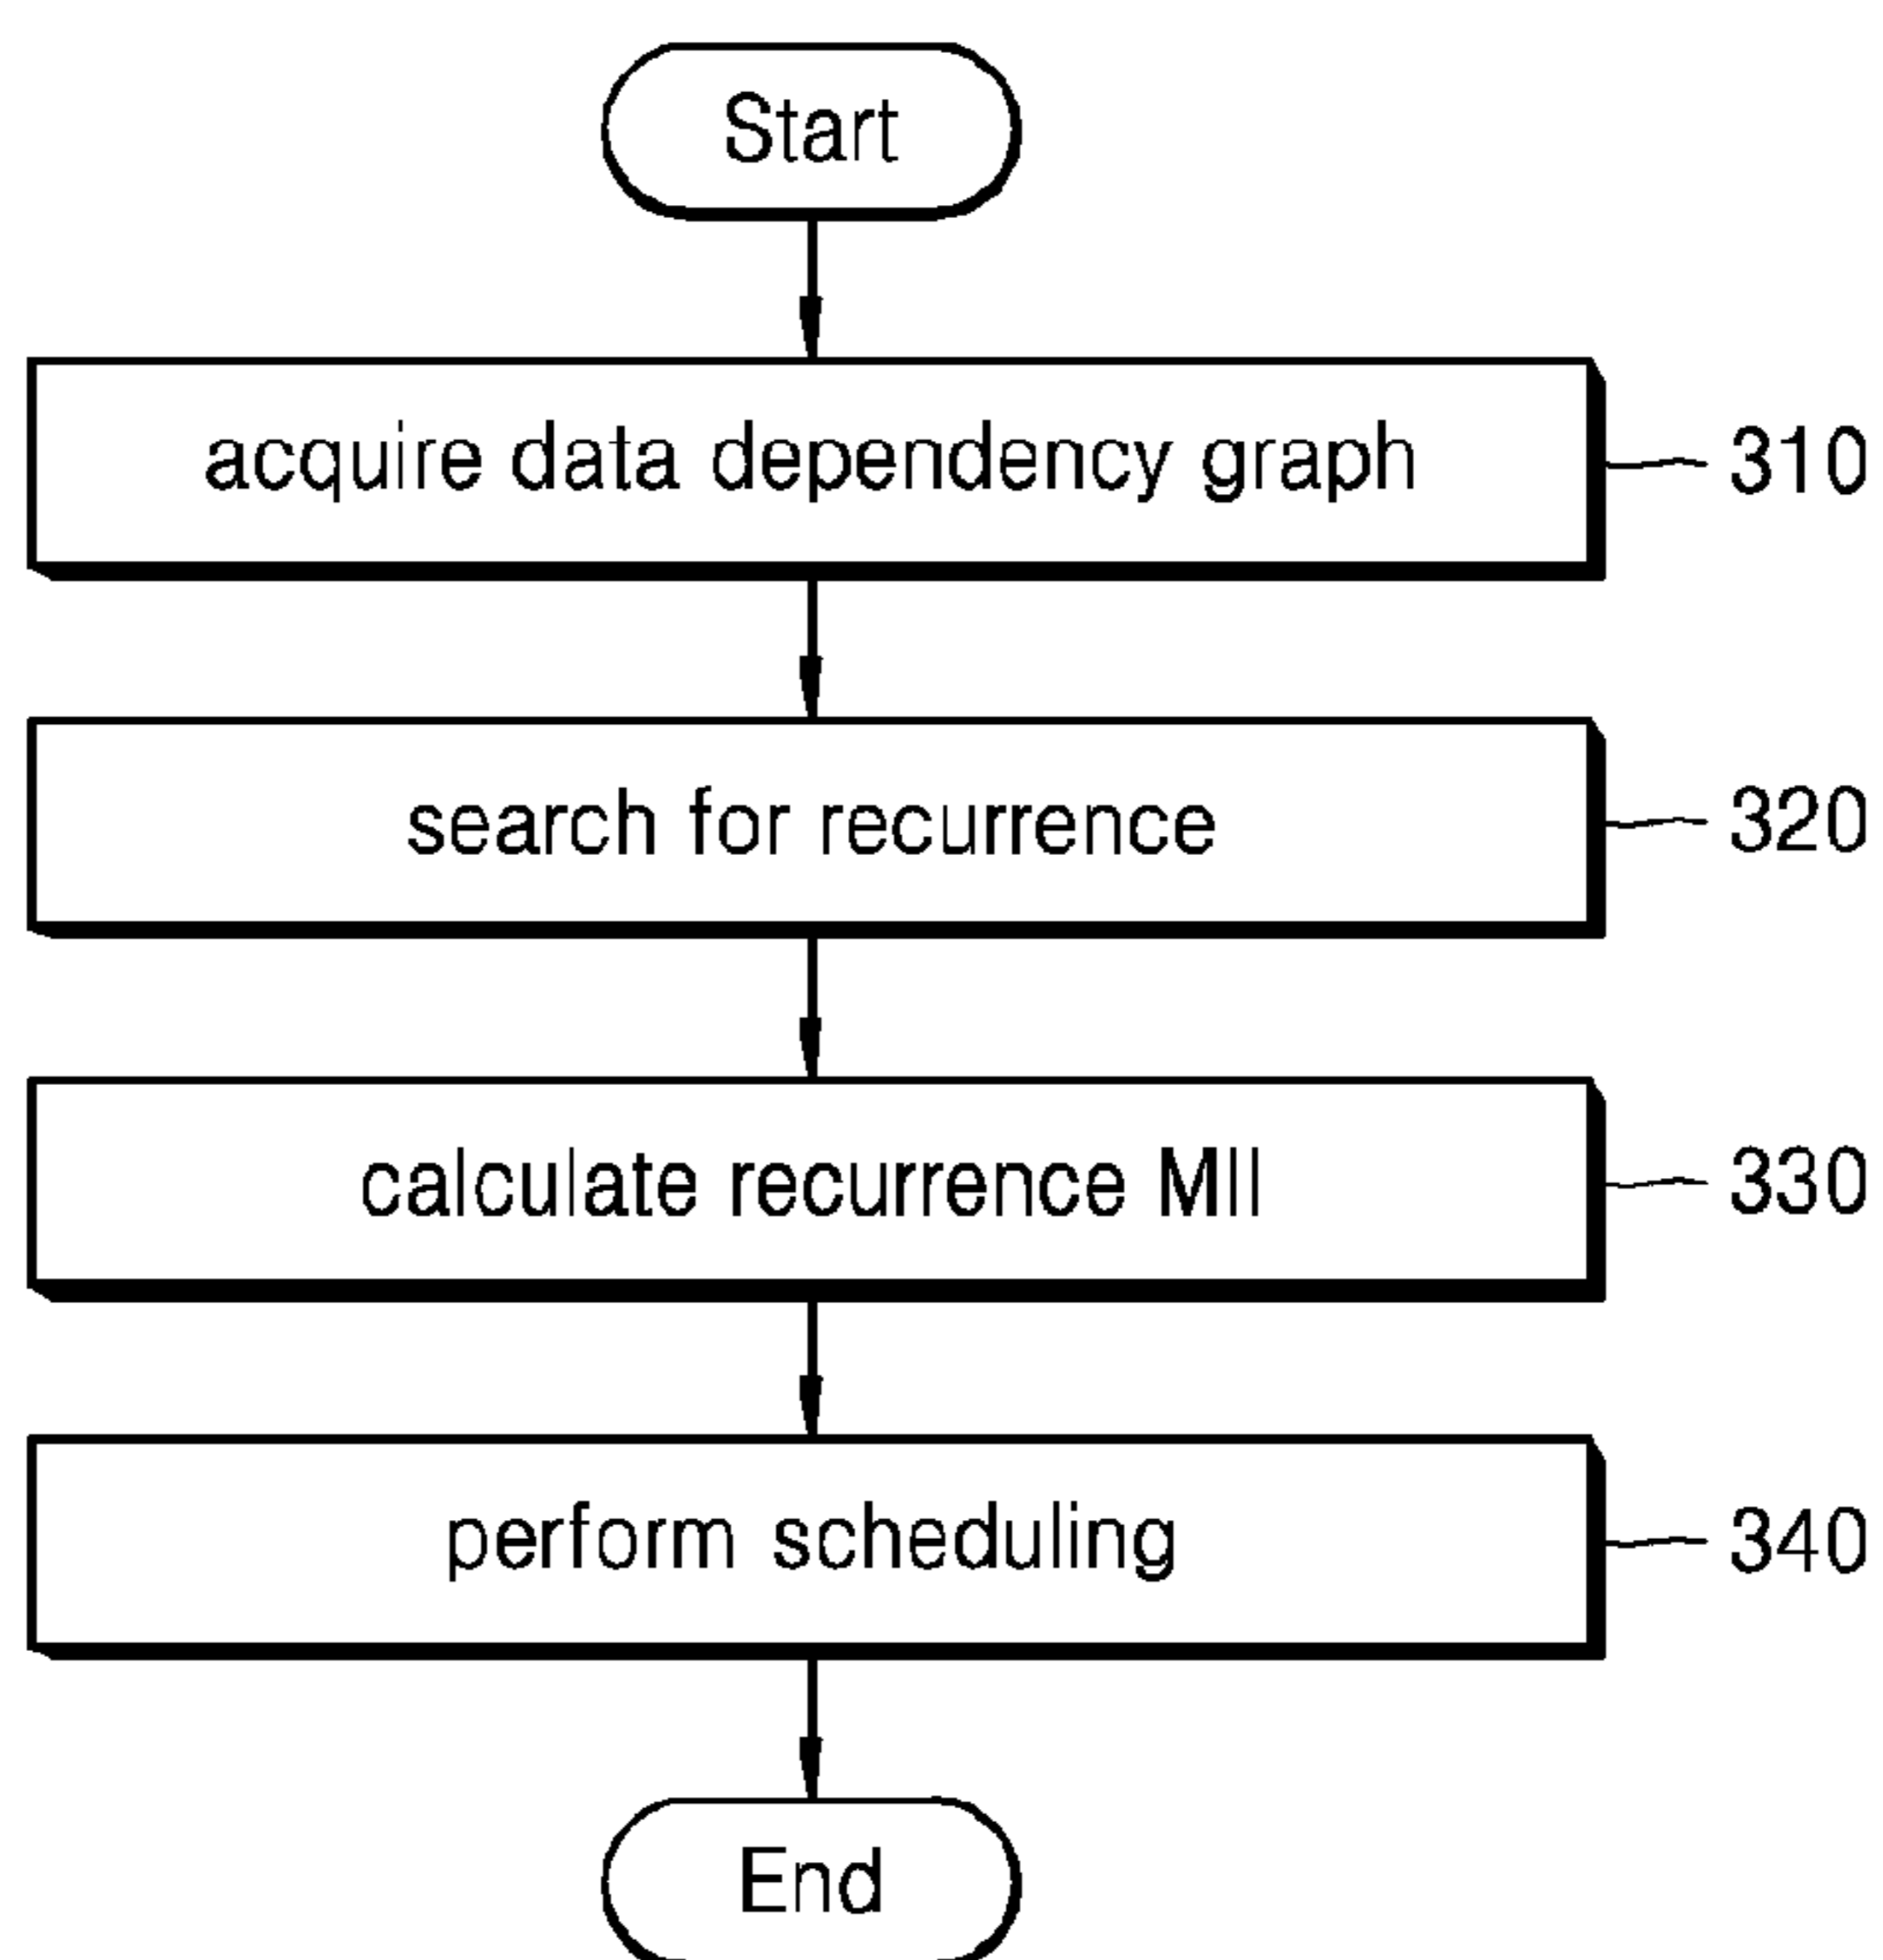 Start
acquire data dependency graph
310
search for recurrence
320
calculate recurrence MII
330
perform scheduling
340
End